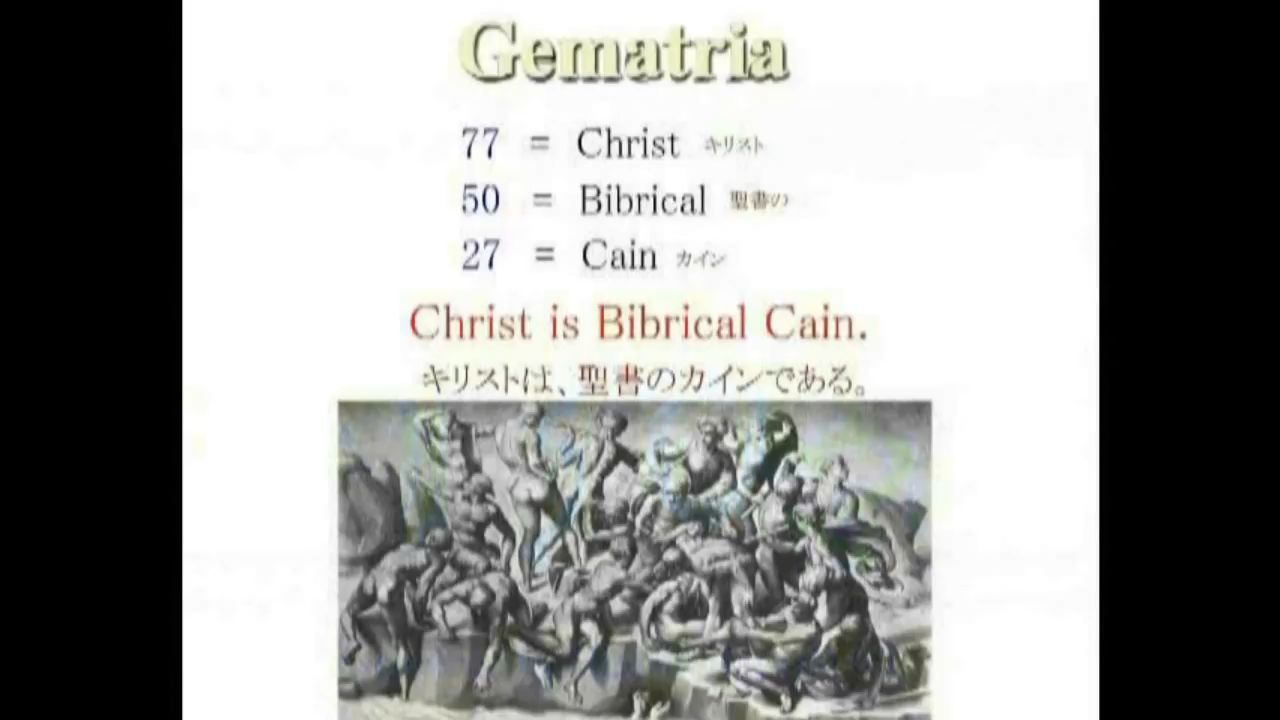 Gematria
77 = Christ キリスト
50 = Bibrical 聖書の
27 = Cain カイン
Christ is Bibrical Cain.
キリストは、聖書のカインである。